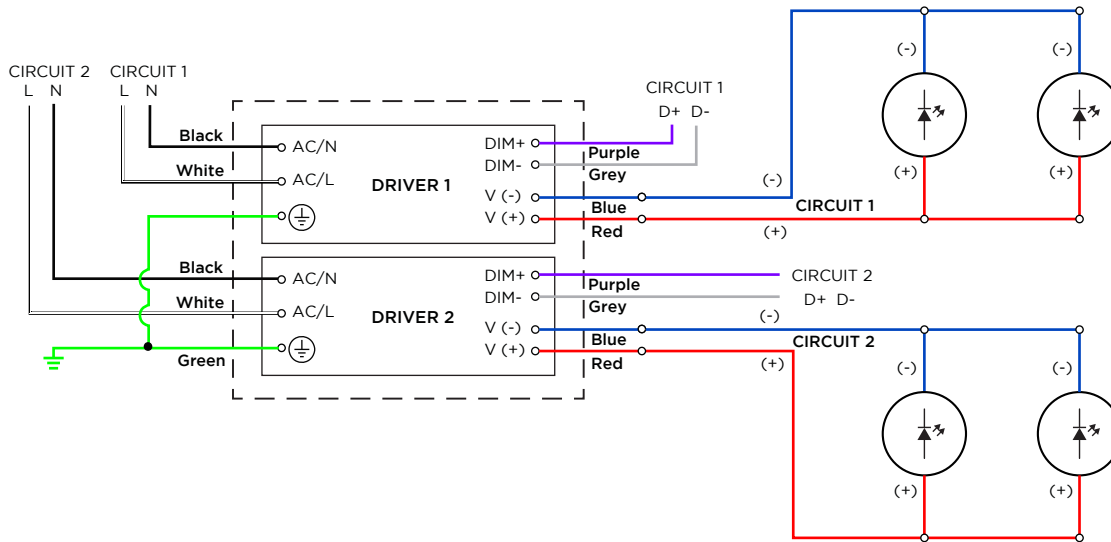 CIRCUIT 2
L N
CIRCUIT 1
L N
Black
White
AC/N
AC/L
DRIVER 1
DIM+
DIM-
V (-)
V (+)
Purple
Grey
Blue
Red
CIRCUIT 1
D+ D-
(-)
CIRCUIT 1
(+)
(-)
(-)
(+)
(+)
Black
White
Green
AC/N
AC/L
DRIVER 2
DIM+
DIM-
V (-)
V (+)
Purple
Grey
Blue
Red
CIRCUIT 2
D+ D-
(-)
CIRCUIT 2
(+)
(-)
(-)
(+)
(+)